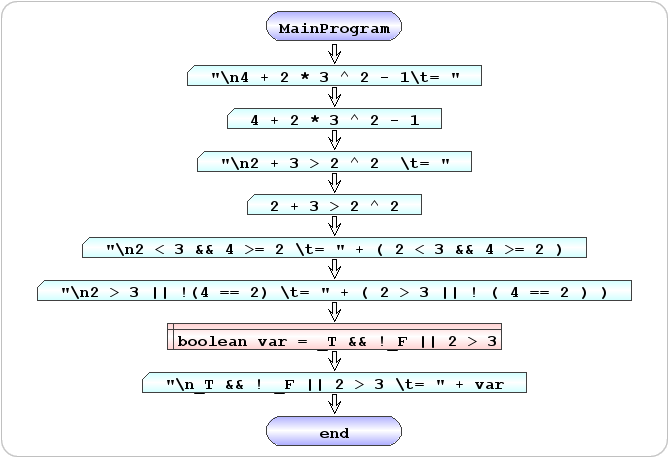 MainProgram
"\n4 + 2 * 3 ^ 2 - 1\t= "
4 + 2 * 3 ^ 2 - 1
"\n2 + 3 > 2 ^ 2  \t= "
2 + 3 > 2 ^ 2
"\n2 < 3 && 4 >= 2 \t= " + ( 2 < 3 && 4 >= 2 )
"\n2 > 3 || !(4 == 2) \t= " + ( 2 > 3 || ! ( 4 == 2 ) )
boolean var = _T && !_F || 2 > 3
"\n_T && ! _F || 2 > 3 \t= " + var
end